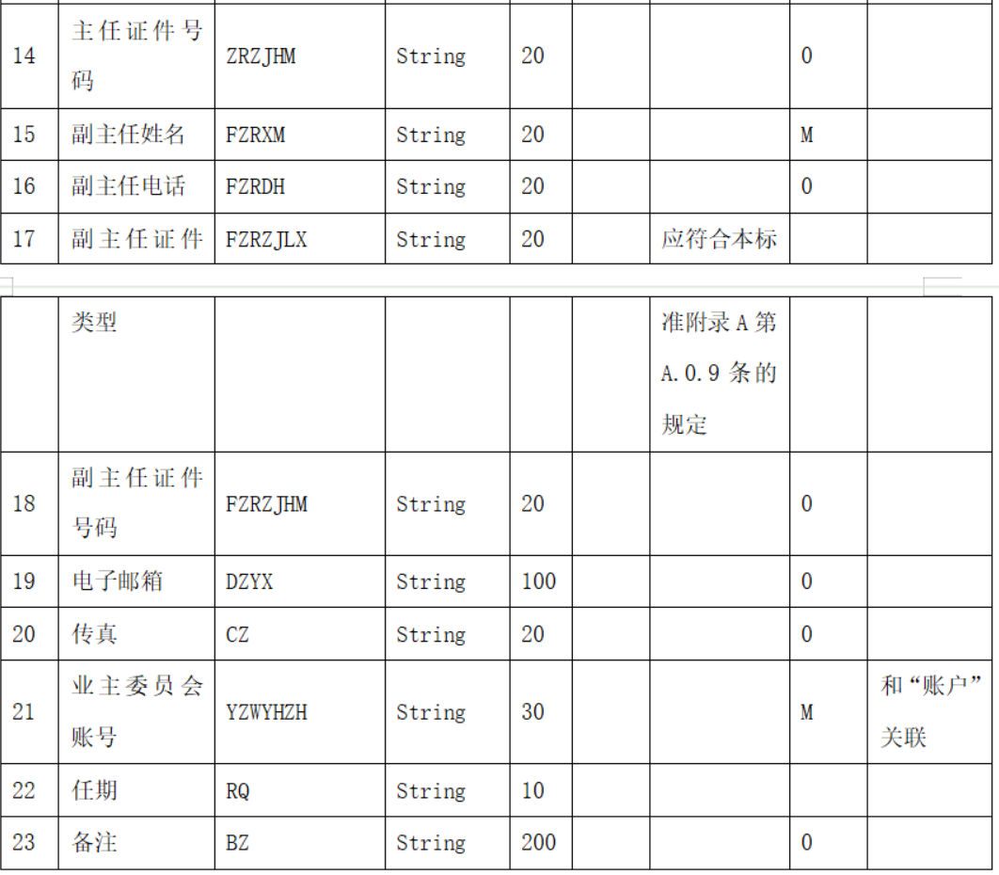 14 主任证件号码 ZRZJHM String 20 O
15 副主任姓名 FZRXM String 20 M
16 副主任电话 FZRDH String 20 O
17 副主任证件 FZRZJLX String 20 应符合本标
类型 准附录 A 第 A.0.9 条的规定
18 副主任证件号码 FZRZJHM String 20 O
19 电子邮箱 DZYX String 100 O
20 传真 CZ String 20 O
21 业主委员会账号 YZWYHZH String 30 M 和“账户”关联
22 任期 RQ String 10
23 备注 BZ String 200 O